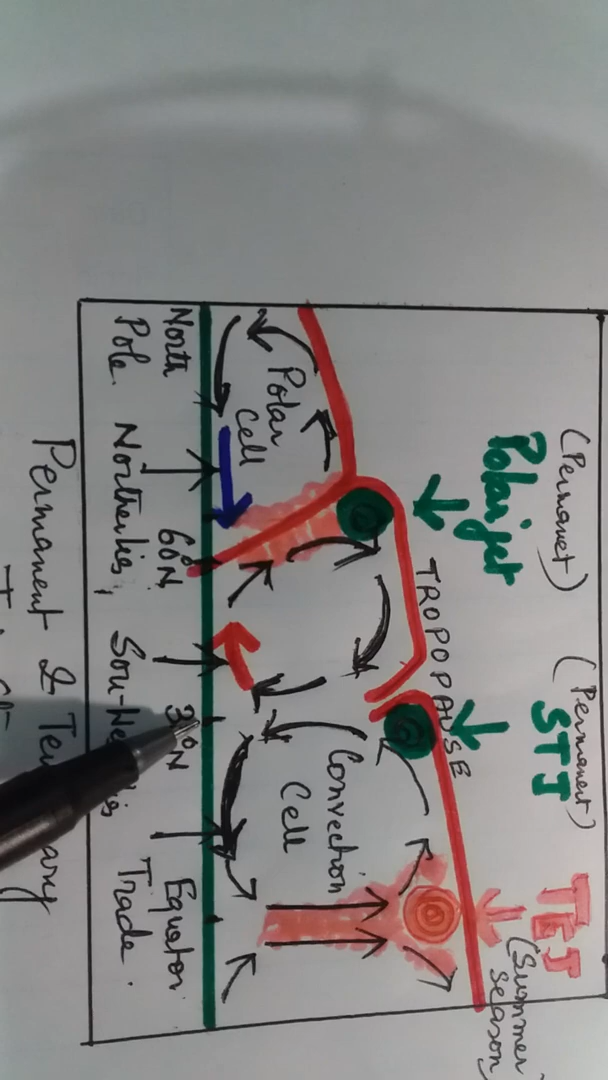 (Permanet)
Polar jet
(Permanent)
STJ
TEJ
(Summer
season)
TROPOPAUSE
Polar
Cell
Convection
Cell
North
Pole.
60°N
30°N
Equator
Northerlies,
Trade.
Permanent &